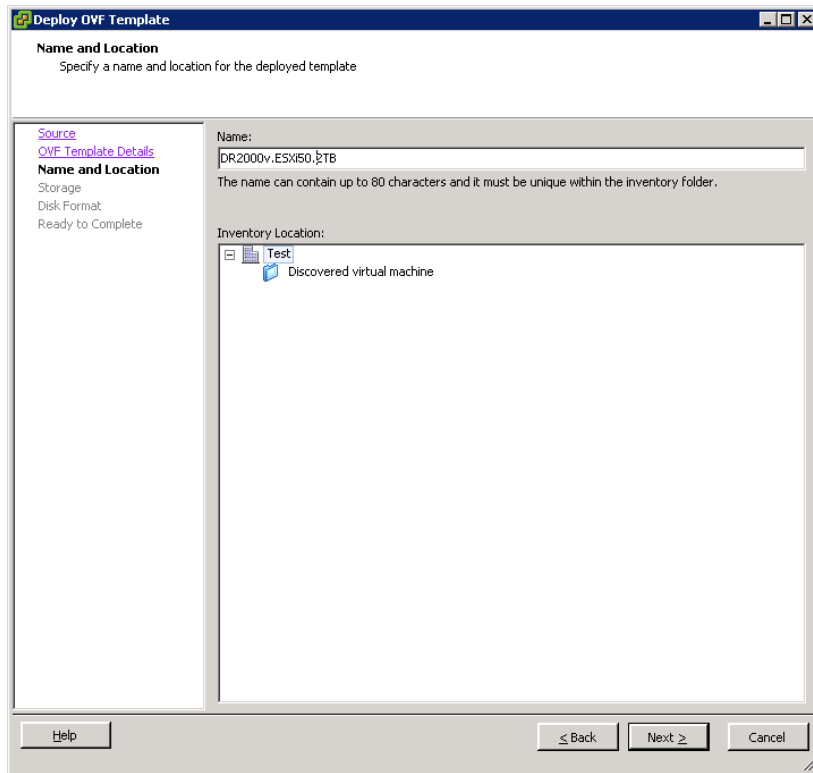 Deploy OVF Template
Name and Location
Specify a name and location for the deployed template
Source
OVF Template Details
Name and Location
Storage
Disk Format
Ready to Complete
Name:
DR2000v.ESXi50.2TB
The name can contain up to 80 characters and it must be unique within the inventory folder.
Inventory Location:
Test
Discovered virtual machine
Help
< Back
Next >
Cancel